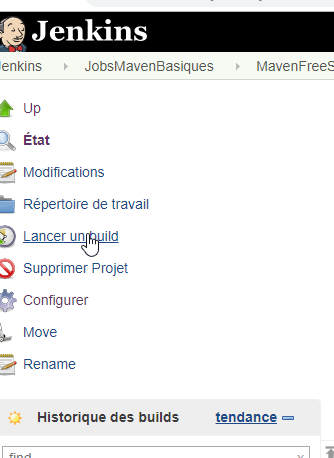 Jenkins
Jenkins JobsMavenBasiques MavenFreeS
Up
État
Modifications
Répertoire de travail
Lancer un build
Supprimer Projet
Configurer
Move
Rename
Historique des builds tendance
find
x